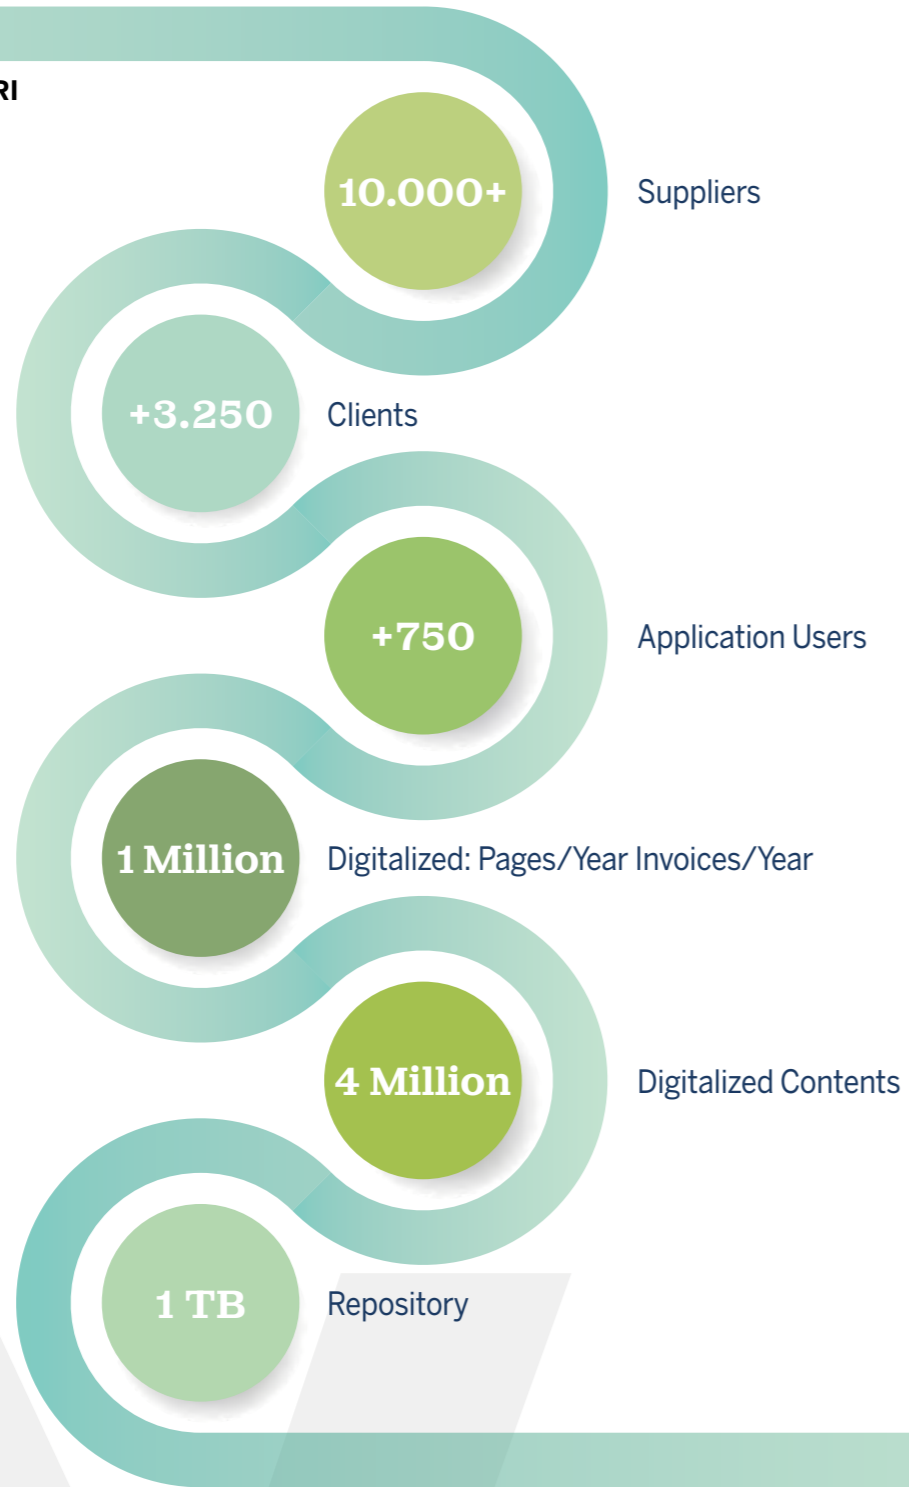 RI
10.000+
Suppliers
+3.250
Clients
+750
Application Users
1 Million
Digitalized: Pages/Year Invoices/Year
4 Million
Digitalized Contents
1 TB
Repository